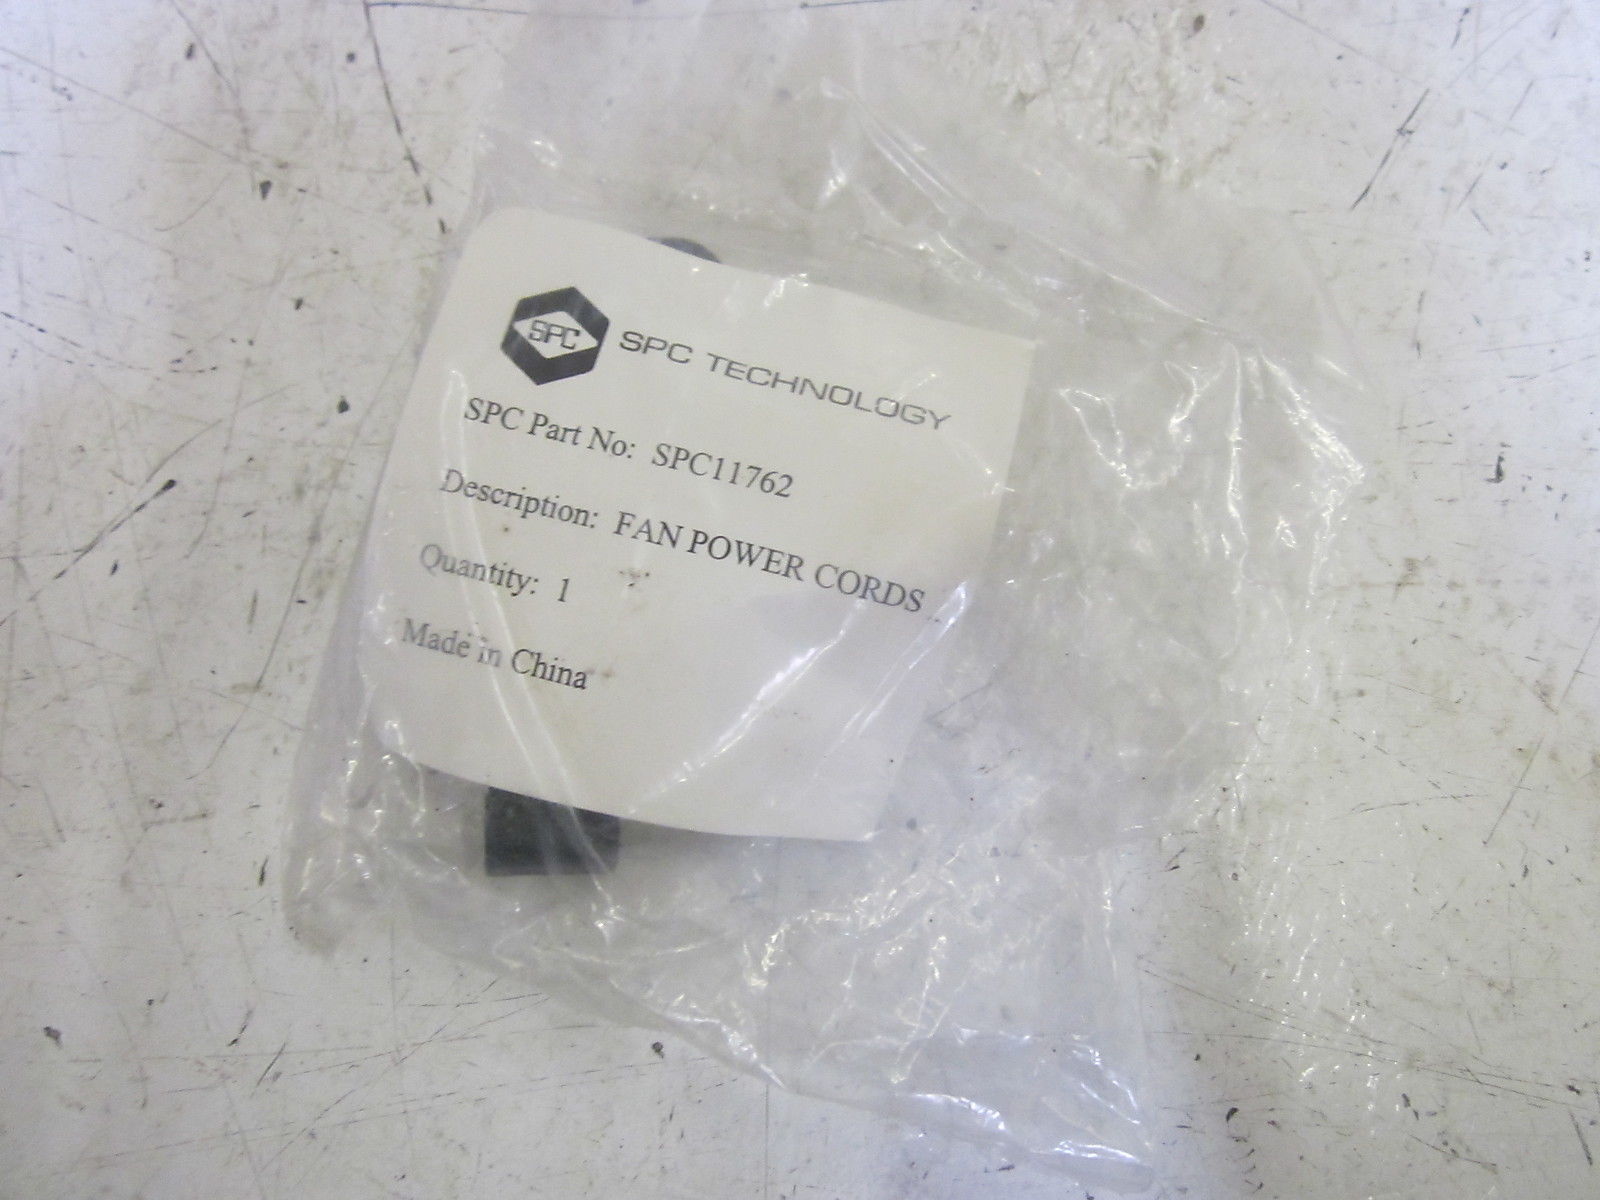 SPC
SPC TECHNOLOGY
SPC Part No: SPC11762
Description: FAN POWER CORDS
Quantity: 1
Made in China